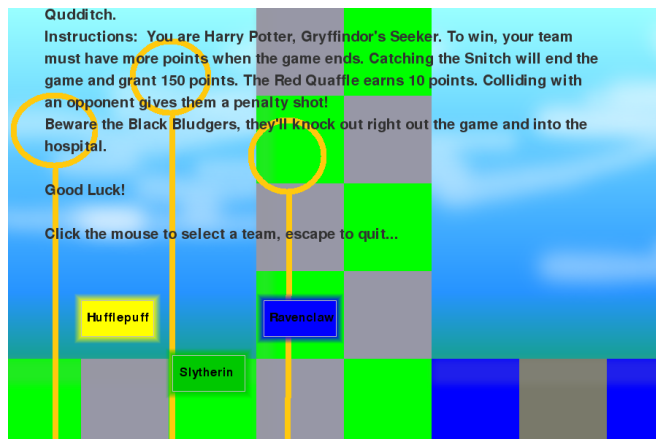 Qudditch.
Instructions:  You are Harry Potter, Gryffindor's Seeker. To win, your team
must have more points when the game ends. Catching the Snitch will end the
game and grant 150 points. The Red Quaffle earns 10 points. Colliding with
an opponent gives them a penalty shot!
Beware the Black Bludgers, they'll knock out right out the game and into the
hospital.
Good Luck!
Click the mouse to select a team, escape to quit...
Hufflepuff
Ravenclaw
Slytherin